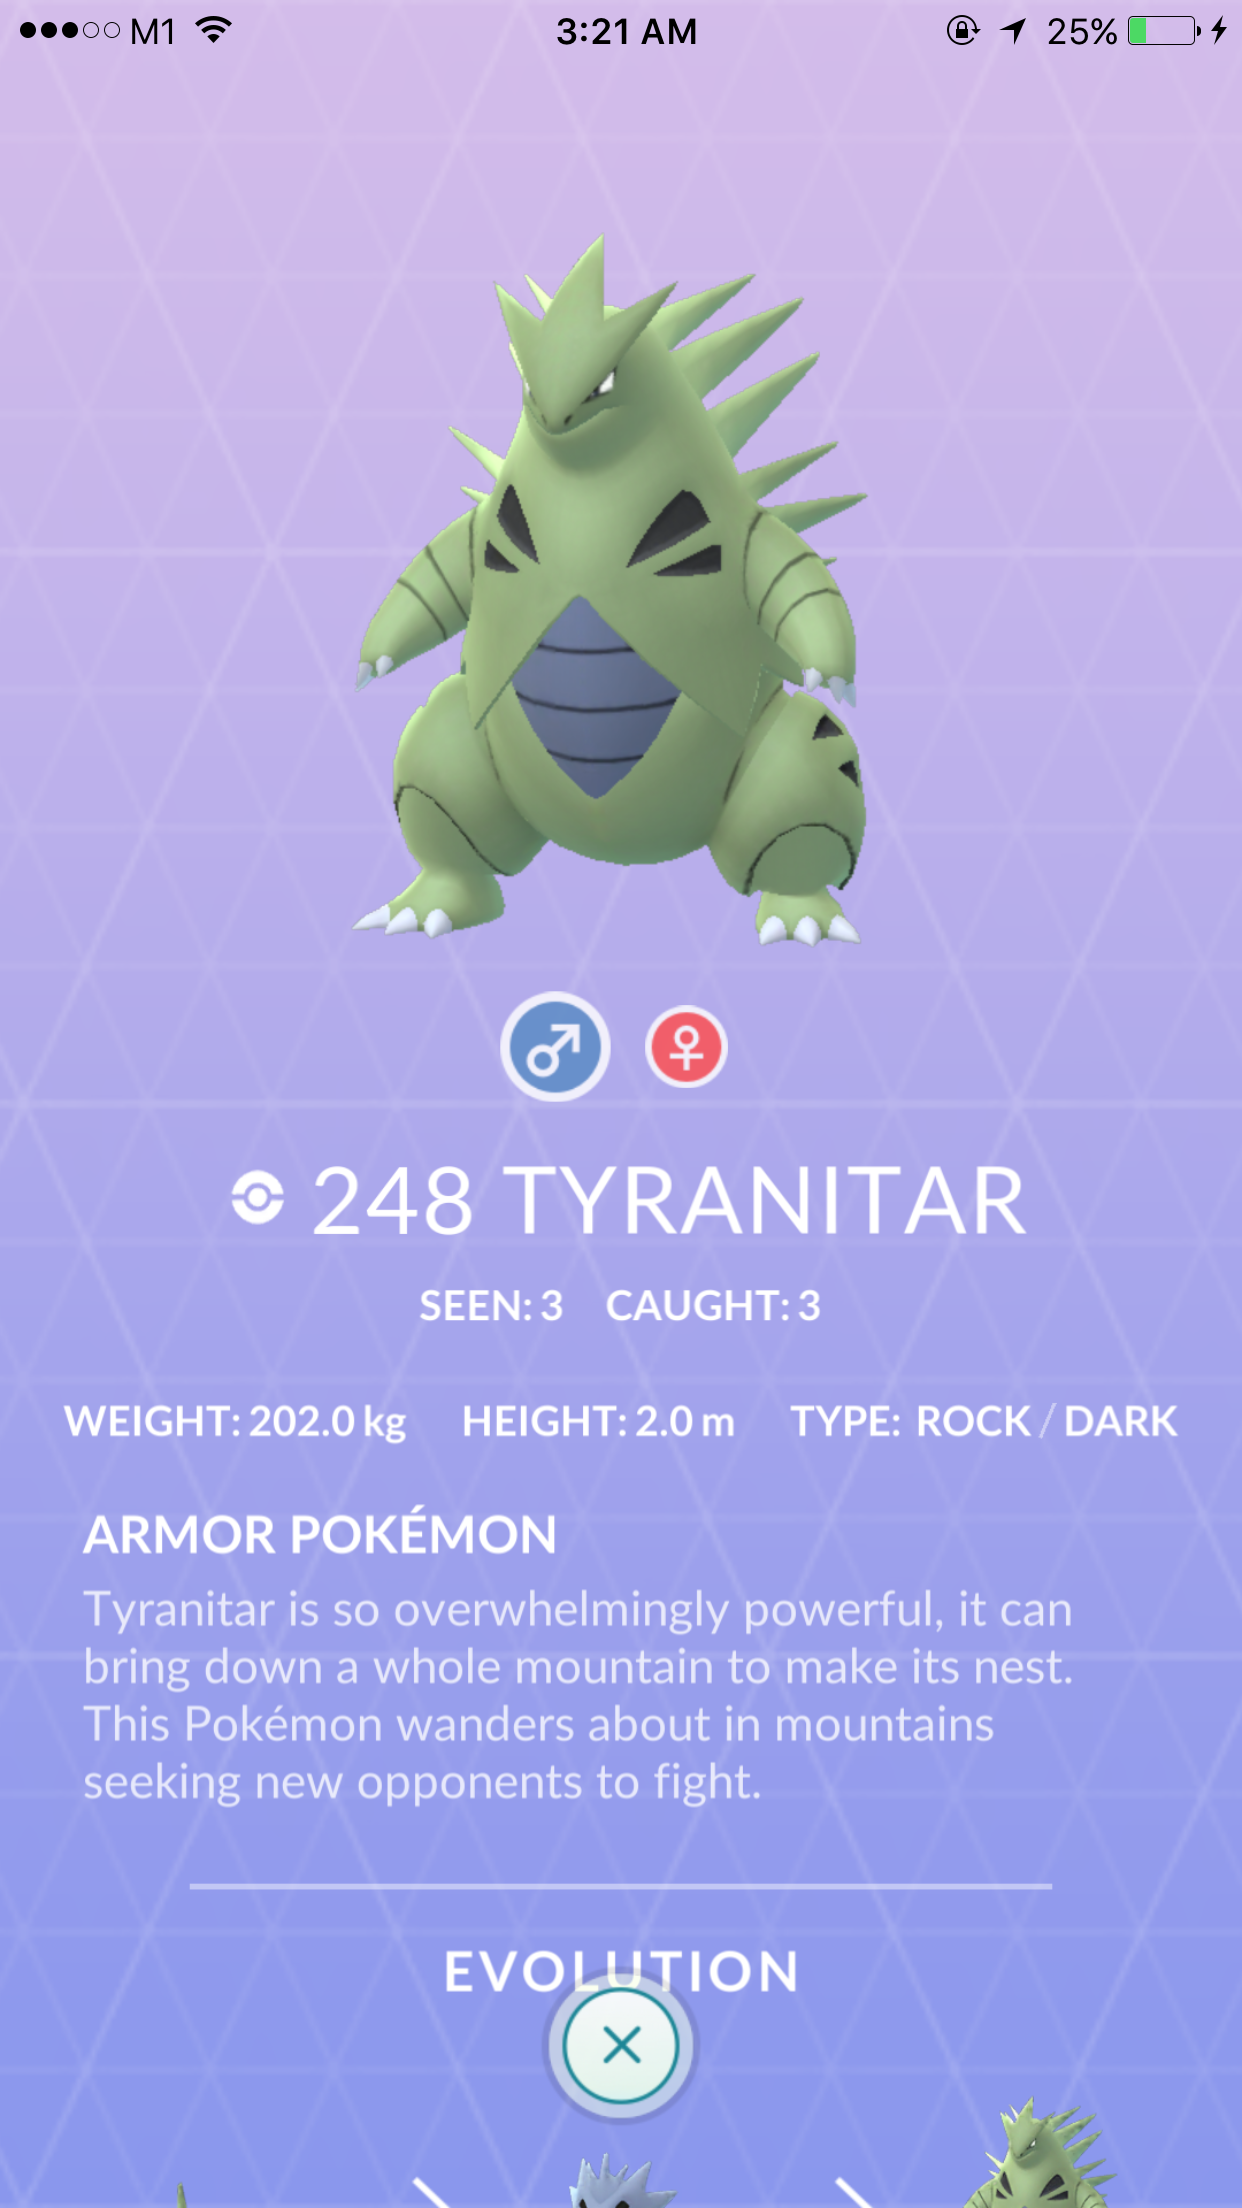 M1 3:21 AM 25%
248 TYRANITAR
SEEN: 3 CAUGHT: 3
WEIGHT: 202.0 kg HEIGHT: 2.0 m TYPE: ROCK / DARK
ARMOR POKÉMON
Tyranitar is so overwhelmingly powerful, it can
bring down a whole mountain to make its nest.
This Pokémon wanders about in mountains
seeking new opponents to fight.
EVOLUTION